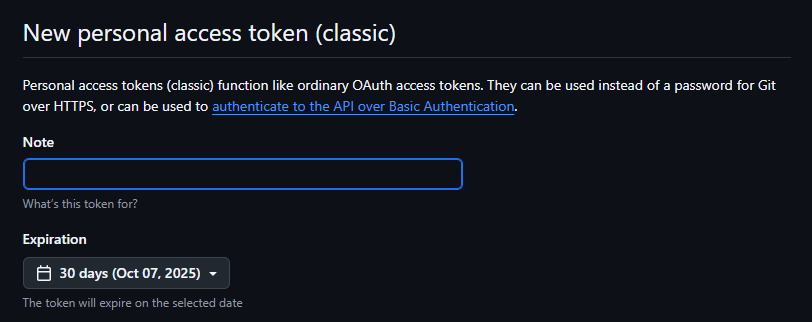 New personal access token (classic)
Personal access tokens (classic) function like ordinary OAuth access tokens. They can be used instead of a password for Git
over HTTPS, or can be used to authenticate to the API over Basic Authentication.
Note
What's this token for?
Expiration
30 days (Oct 07, 2025)
The token will expire on the selected date